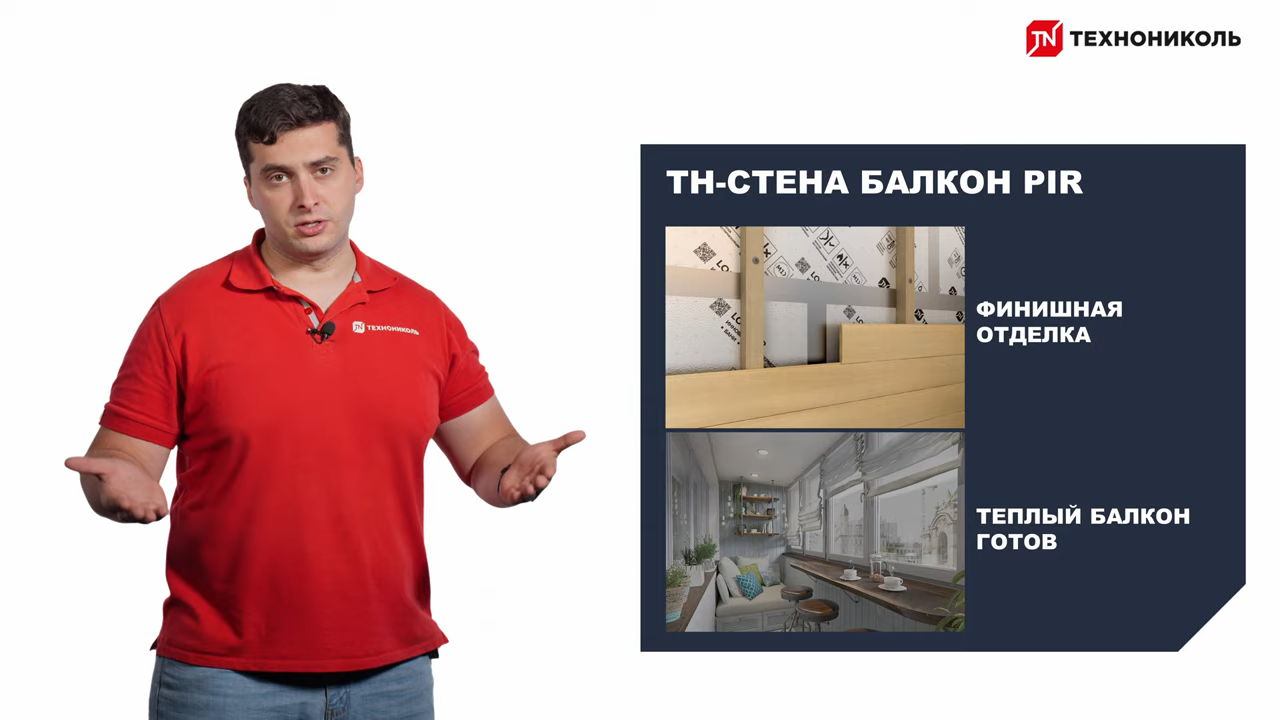 ТЕХНОНИКОЛЬ
ТН-СТЕНА БАЛКОН PIR
ФИНИШНАЯ
ОТДЕЛКА
ТЕПЛЫЙ БАЛКОН
ГОТОВ
ТЕХНОНИКОЛЬ